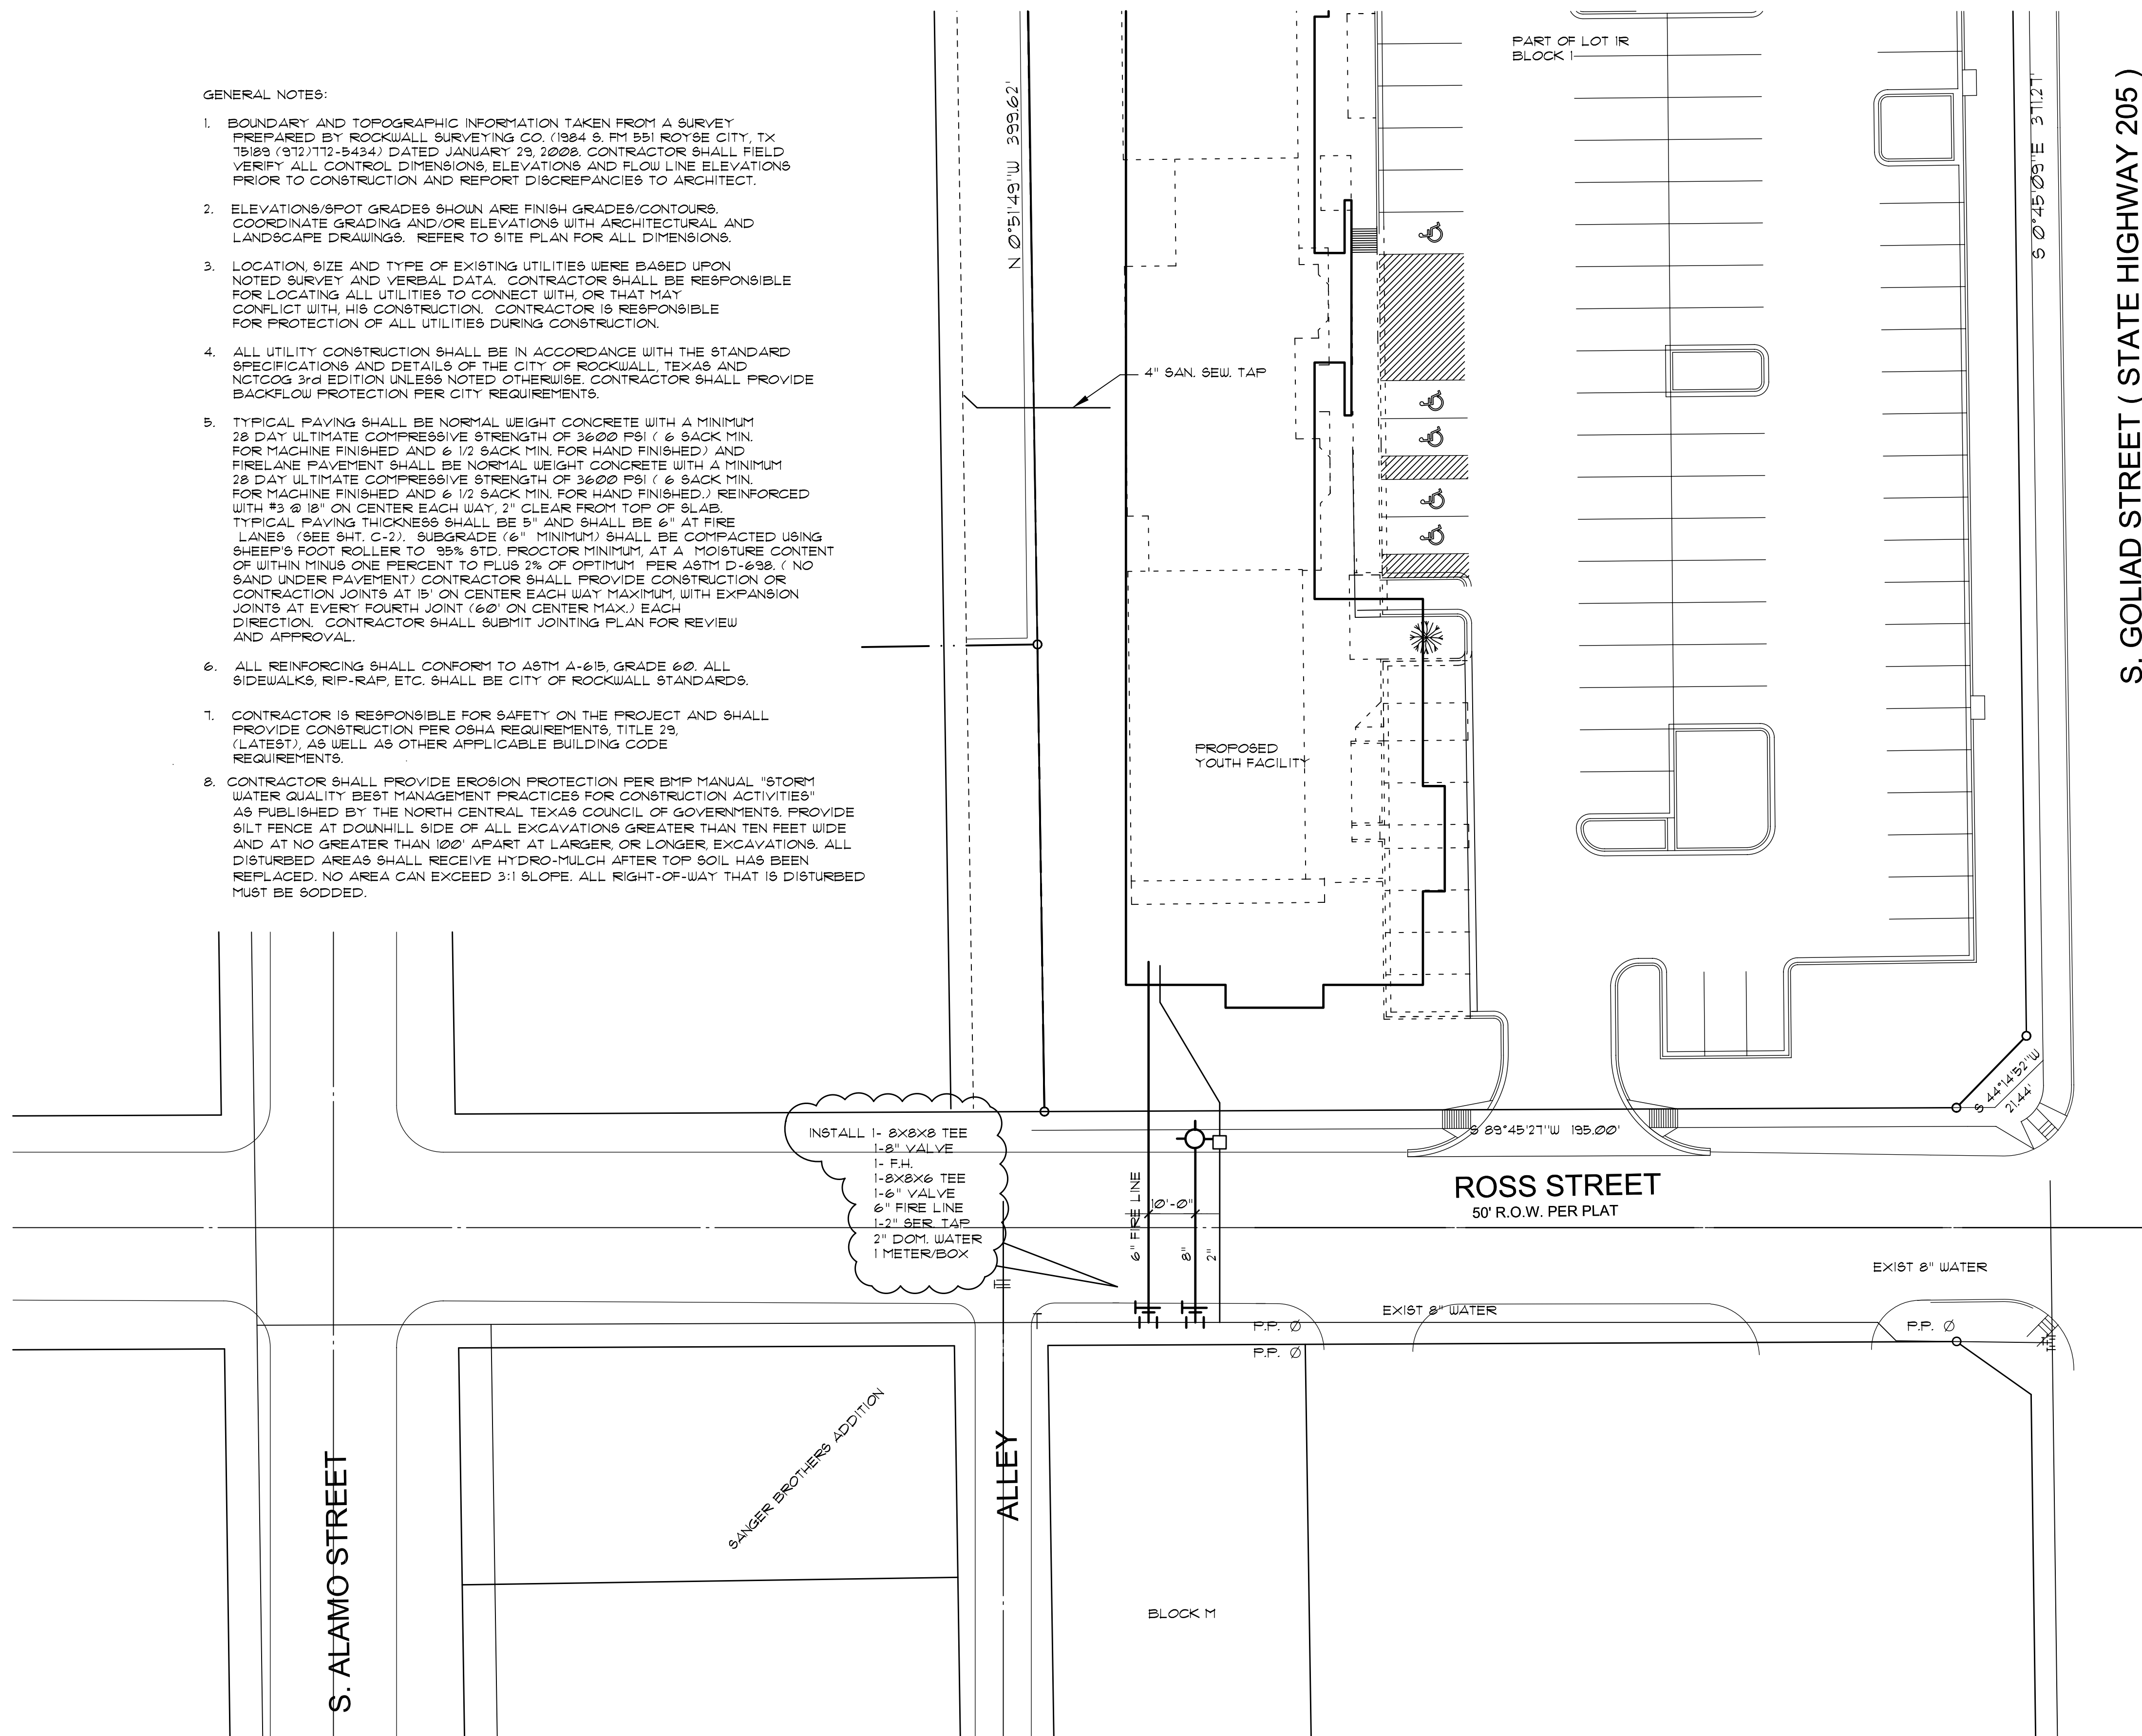 GENERAL NOTES:
1. BOUNDARY AND TOPOGRAPHIC INFORMATION TAKEN FROM A SURVEY
PREPARED BY ROCKWALL SURVEYING CO. (1984 S. FM 551 ROYSE CITY, TX
75189 (972)772-5434) DATED JANUARY 29, 2008. CONTRACTOR SHALL FIELD
VERIFY ALL CONTROL DIMENSIONS, ELEVATIONS AND FLOW LINE ELEVATIONS
PRIOR TO CONSTRUCTION AND REPORT DISCREPANCIES TO ARCHITECT.
2. ELEVATIONS/SPOT GRADES SHOWN ARE FINISH GRADES/CONTOURS.
COORDINATE GRADING AND/OR ELEVATIONS WITH ARCHITECTURAL AND
LANDSCAPE DRAWINGS. REFER TO SITE PLAN FOR ALL DIMENSIONS.
3. LOCATION, SIZE AND TYPE OF EXISTING UTILITIES WERE BASED UPON
NOTED SURVEY AND VERBAL DATA. CONTRACTOR SHALL BE RESPONSIBLE
FOR LOCATING ALL UTILITIES TO CONNECT WITH, OR THAT MAY
CONFLICT WITH, HIS CONSTRUCTION. CONTRACTOR IS RESPONSIBLE
FOR PROTECTION OF ALL UTILITIES DURING CONSTRUCTION.
4. ALL UTILITY CONSTRUCTION SHALL BE IN ACCORDANCE WITH THE STANDARD
SPECIFICATIONS AND DETAILS OF THE CITY OF ROCKWALL, TEXAS AND
NCTCOG 3rd EDITION UNLESS NOTED OTHERWISE. CONTRACTOR SHALL PROVIDE
BACKFLOW PROTECTION PER CITY REQUIREMENTS.
5. TYPICAL PAVING SHALL BE NORMAL WEIGHT CONCRETE WITH A MINIMUM
28 DAY ULTIMATE COMPRESSIVE STRENGTH OF 3600 PSI ( 6 SACK MIN.
FOR MACHINE FINISHED AND 6 1/2 SACK MIN. FOR HAND FINISHED) AND
FIRELANE PAVEMENT SHALL BE NORMAL WEIGHT CONCRETE WITH A MINIMUM
28 DAY ULTIMATE COMPRESSIVE STRENGTH OF 3600 PSI ( 6 SACK MIN.
FOR MACHINE FINISHED AND 6 1/2 SACK MIN. FOR HAND FINISHED.) REINFORCED
WITH #3 @ 18" ON CENTER EACH WAY, 2" CLEAR FROM TOP OF SLAB.
TYPICAL PAVING THICKNESS SHALL BE 5" AND SHALL BE 6" AT FIRE
LANES (SEE SHT. C-2). SUBGRADE (6" MINIMUM) SHALL BE COMPACTED USING
SHEEP'S FOOT ROLLER TO 95% STD. PROCTOR MINIMUM, AT A MOISTURE CONTENT
OF WITHIN MINUS ONE PERCENT TO PLUS 2% OF OPTIMUM PER ASTM D-698. ( NO
SAND UNDER PAVEMENT) CONTRACTOR SHALL PROVIDE CONSTRUCTION OR
CONTRACTION JOINTS AT 15' ON CENTER EACH WAY MAXIMUM, WITH EXPANSION
JOINTS AT EVERY FOURTH JOINT (60' ON CENTER MAX.) EACH
DIRECTION. CONTRACTOR SHALL SUBMIT JOINTING PLAN FOR REVIEW
AND APPROVAL.
6. ALL REINFORCING SHALL CONFORM TO ASTM A-615, GRADE 60. ALL
SIDEWALKS, RIP-RAP, ETC. SHALL BE CITY OF ROCKWALL STANDARDS.
7. CONTRACTOR IS RESPONSIBLE FOR SAFETY ON THE PROJECT AND SHALL
PROVIDE CONSTRUCTION PER OSHA REQUIREMENTS, TITLE 29,
(LATEST), AS WELL AS OTHER APPLICABLE BUILDING CODE
REQUIREMENTS.
8. CONTRACTOR SHALL PROVIDE EROSION PROTECTION PER BMP MANUAL "STORM
WATER QUALITY BEST MANAGEMENT PRACTICES FOR CONSTRUCTION ACTIVITIES"
AS PUBLISHED BY THE NORTH CENTRAL TEXAS COUNCIL OF GOVERNMENTS. PROVIDE
SILT FENCE AT DOWNHILL SIDE OF ALL EXCAVATIONS GREATER THAN TEN FEET WIDE
AND AT NO GREATER THAN 100' APART AT LARGER, OR LONGER, EXCAVATIONS. ALL
DISTURBED AREAS SHALL RECEIVE HYDRO-MULCH AFTER TOP SOIL HAS BEEN
REPLACED. NO AREA CAN EXCEED 3:1 SLOPE. ALL RIGHT-OF-WAY THAT IS DISTURBED
MUST BE SODDED.
N 0°51'49"W 399.62'
4" SAN. SEW. TAP
PART OF LOT 1R
BLOCK 1
S 0°45'09"E 371.27'
S. GOLIAD STREET ( STATE HIGHWAY 205 )
PROPOSED
YOUTH FACILITY
S 44°14'52"W
21.44'
S 89°45'27"W 195.00'
INSTALL 1- 8X8X8 TEE
1-8" VALVE
1- F.H.
1-8X8X6 TEE
1-6" VALVE
6" FIRE LINE
1-2" SER. TAP
2" DOM. WATER
1 METER/BOX
6" FIRE LINE
10'-0"
8"
2"
ROSS STREET
50' R.O.W. PER PLAT
EXIST 8" WATER
EXIST 8" WATER
P.P. Ø
P.P. Ø
P.P. Ø
SANGER BROTHERS ADDITION
S. ALAMO STREET
ALLEY
BLOCK M